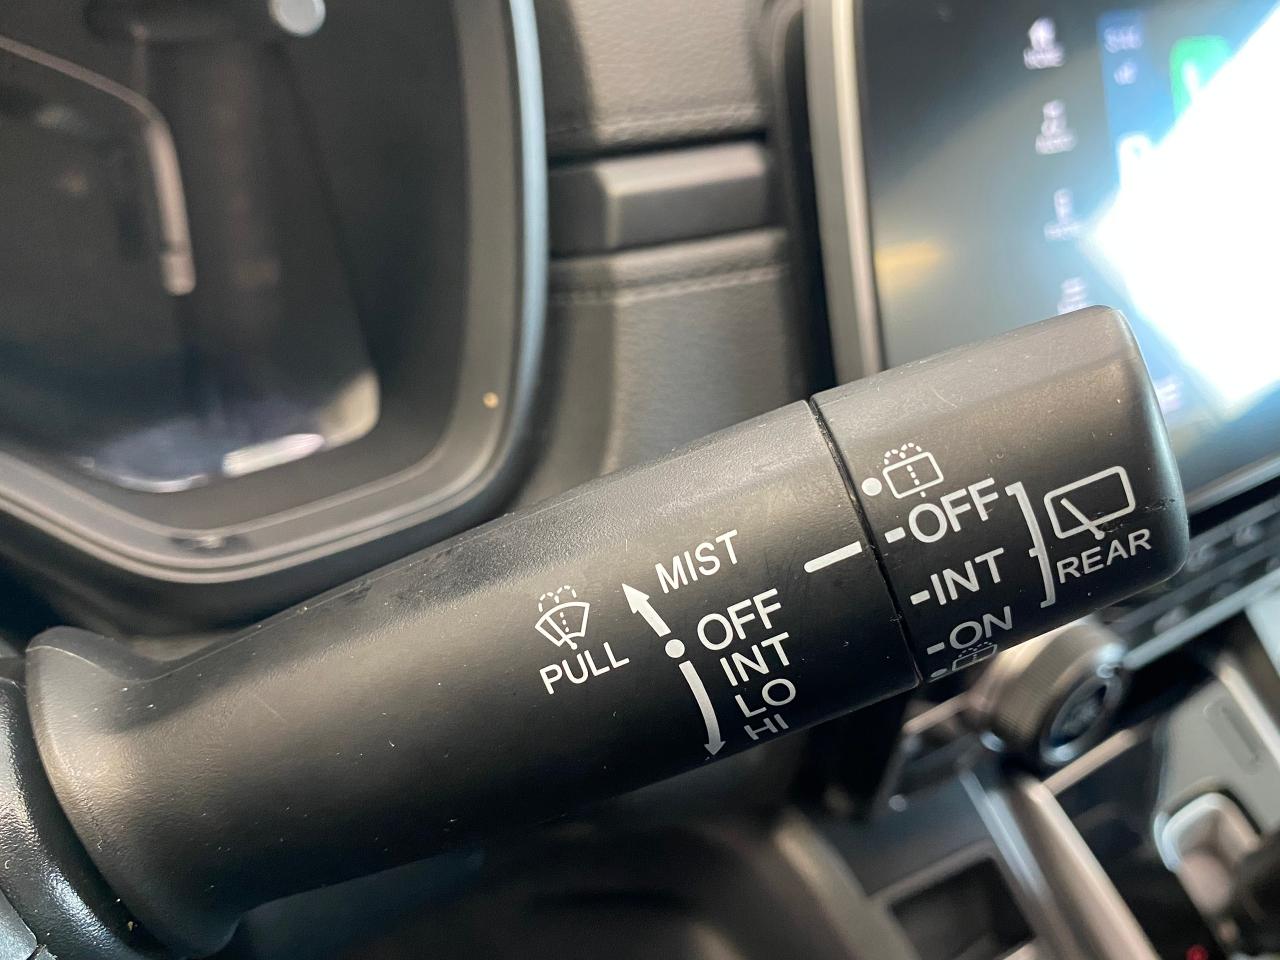 MIST
PULL
OFF
INT
LO
HI
OFF
INT
ON
REAR